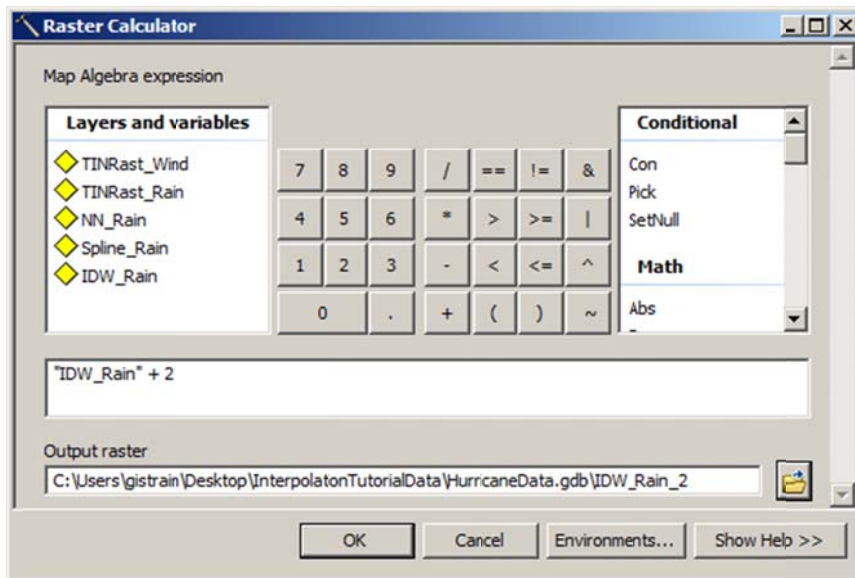 Raster Calculator
Map Algebra expression
Layers and variables
TINRast_Wind
TINRast_Rain
NN_Rain
Spline_Rain
IDW_Rain
7 8 9 / == != &
4 5 6 * > >= |
1 2 3 - < <= ^
0 . + ( ) ~
Conditional
Con
Pick
SetNull
Math
Abs
"IDW_Rain" + 2
Output raster
C:\Users\gistrain\Desktop\InterpolatonTutorialData\HurricaneData.gdb\IDW_Rain_2
OK Cancel Environments... Show Help >>